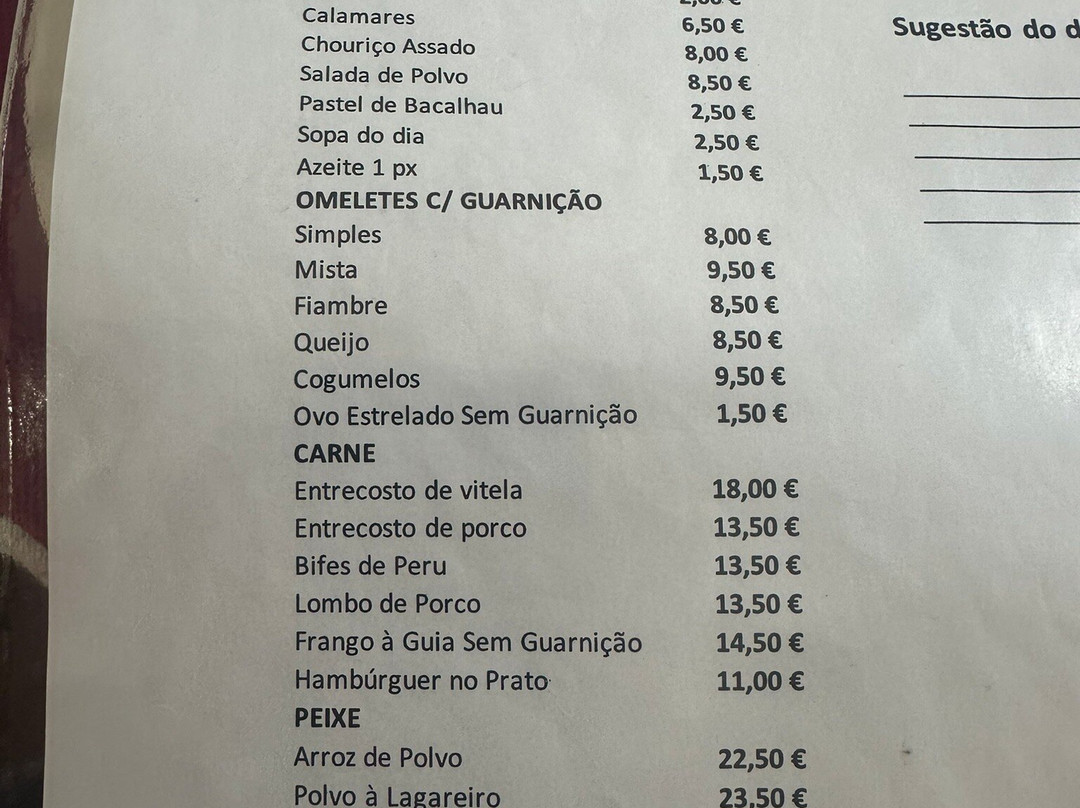 Calamares 6,50 €
Chouriço Assado 8,00 €
Salada de Polvo 8,50 €
Pastel de Bacalhau 2,50 €
Sopa do dia 2,50 €
Azeite 1 px 1,50 €
OMELETES C/ GUARNIÇÃO
Simples 8,00 €
Mista 9,50 €
Fiambre 8,50 €
Queijo 8,50 €
Cogumelos 9,50 €
Ovo Estrelado Sem Guarnição 1,50 €
CARNE
Entrecosto de vitela 18,00 €
Entrecosto de porco 13,50 €
Bifes de Peru 13,50 €
Lombo de Porco 13,50 €
Frango à Guia Sem Guarnição 14,50 €
Hambúrguer no Prato 11,00 €
PEIXE
Arroz de Polvo 22,50 €
Polvo à Lagareiro 23,50 €
Sugestão do d